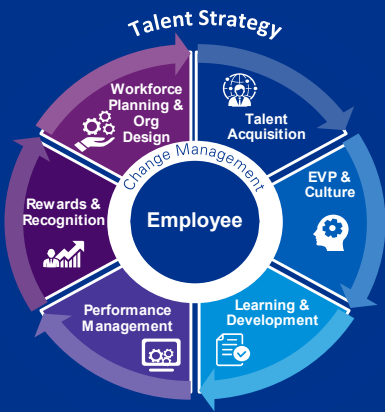 Talent Strategy
Workforce
Planning &
Org
Design
Talent
Acquisition
Change Management
EVP &
Culture
Rewards &
Recognition
Employee
Performance
Management
Learning &
Development